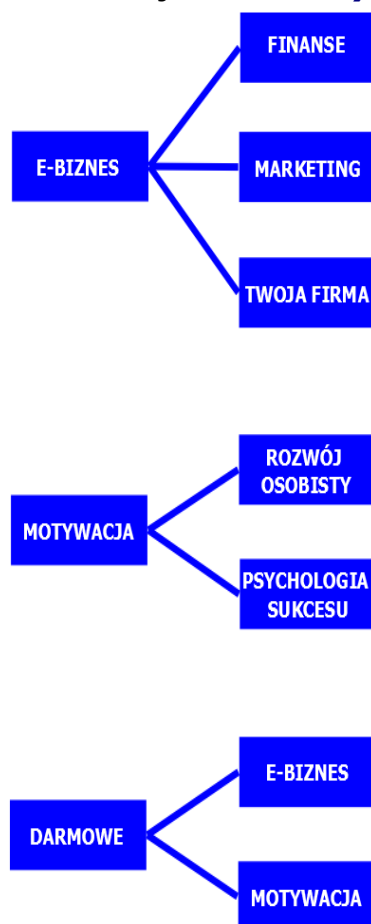 FINANSE
E-BIZNES
MARKETING
TWOJA FIRMA
ROZWÓJ
OSOBISTY
MOTYWACJA
PSYCHOLOGIA
SUKCESU
E-BIZNES
DARMOWE
MOTYWACJA